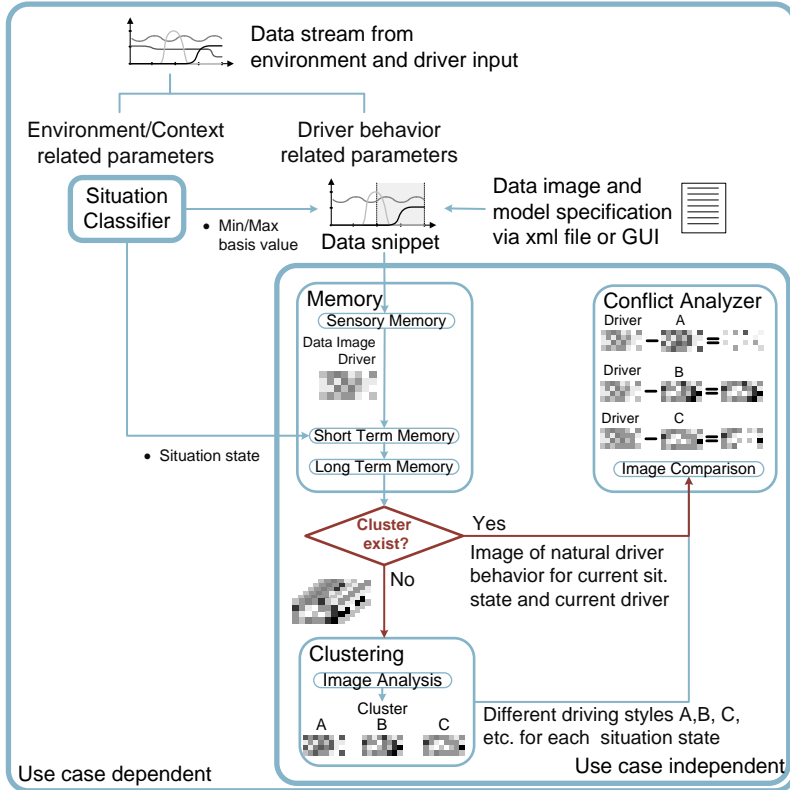 Data stream from
environment and driver input
Environment/Context
related parameters
Driver behavior
related parameters
Situation
Classifier
• Min/Max
basis value
Data snippet
Data image and
model specification
via xml file or GUI
Memory
Sensory Memory
Data Image
Driver
Short Term Memory
Long Term Memory
• Situation state
Conflict Analyzer
Driver A
Driver B
Driver C
Image Comparison
Cluster
exist?
Yes
No
Image of natural driver
behavior for current sit.
state and current driver
Clustering
Image Analysis
Cluster
A B C
Different driving styles A,B, C,
etc. for each situation state
Use case dependent
Use case independent